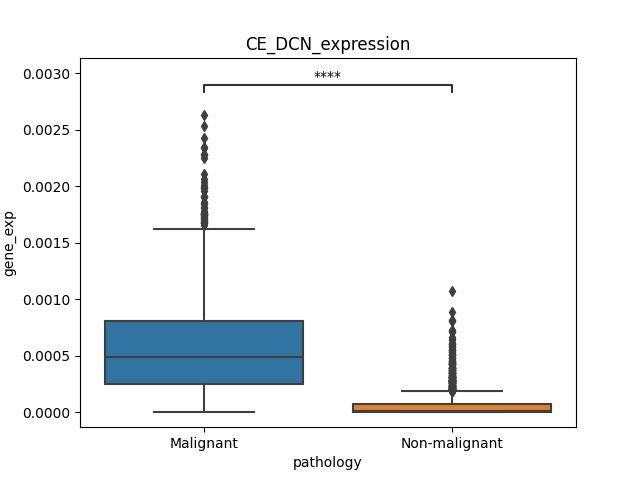 CE_DCN_expression
****
0.0030
0.0025
0.0020
0.0015
0.0010
0.0005
0.0000
gene_exp
Malignant
Non-malignant
pathology